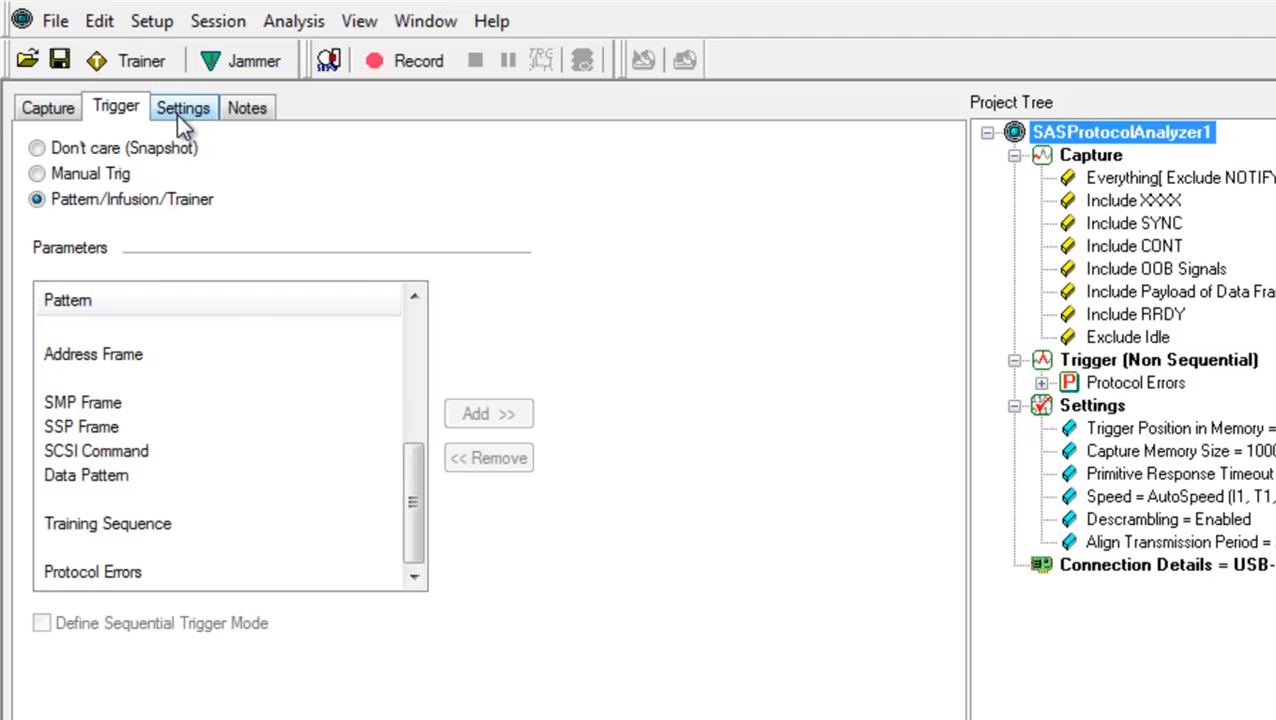 File Edit Setup Session Analysis View Window Help
Trainer Jammer Record
Capture Trigger Settings Notes
Don't care (Snapshot)
Manual Trig
Pattern/Infusion/Trainer
Parameters
Pattern
Address Frame
SMP Frame
SSP Frame
SCSI Command
Data Pattern
Training Sequence
Protocol Errors
Add >>
<< Remove
Define Sequential Trigger Mode
Project Tree
SASProtocolAnalyzer1
Capture
Everything[ Exclude NOTIFY
Include XXXX
Include SYNC
Include CONT
Include OOB Signals
Include Payload of Data Fra
Include RRDY
Exclude Idle
Trigger (Non Sequential)
Protocol Errors
Settings
Trigger Position in Memory =
Capture Memory Size = 1000
Primitive Response Timeout
Speed = AutoSpeed (I1, T1,
Descrambling = Enabled
Align Transmission Period =
Connection Details = USB-